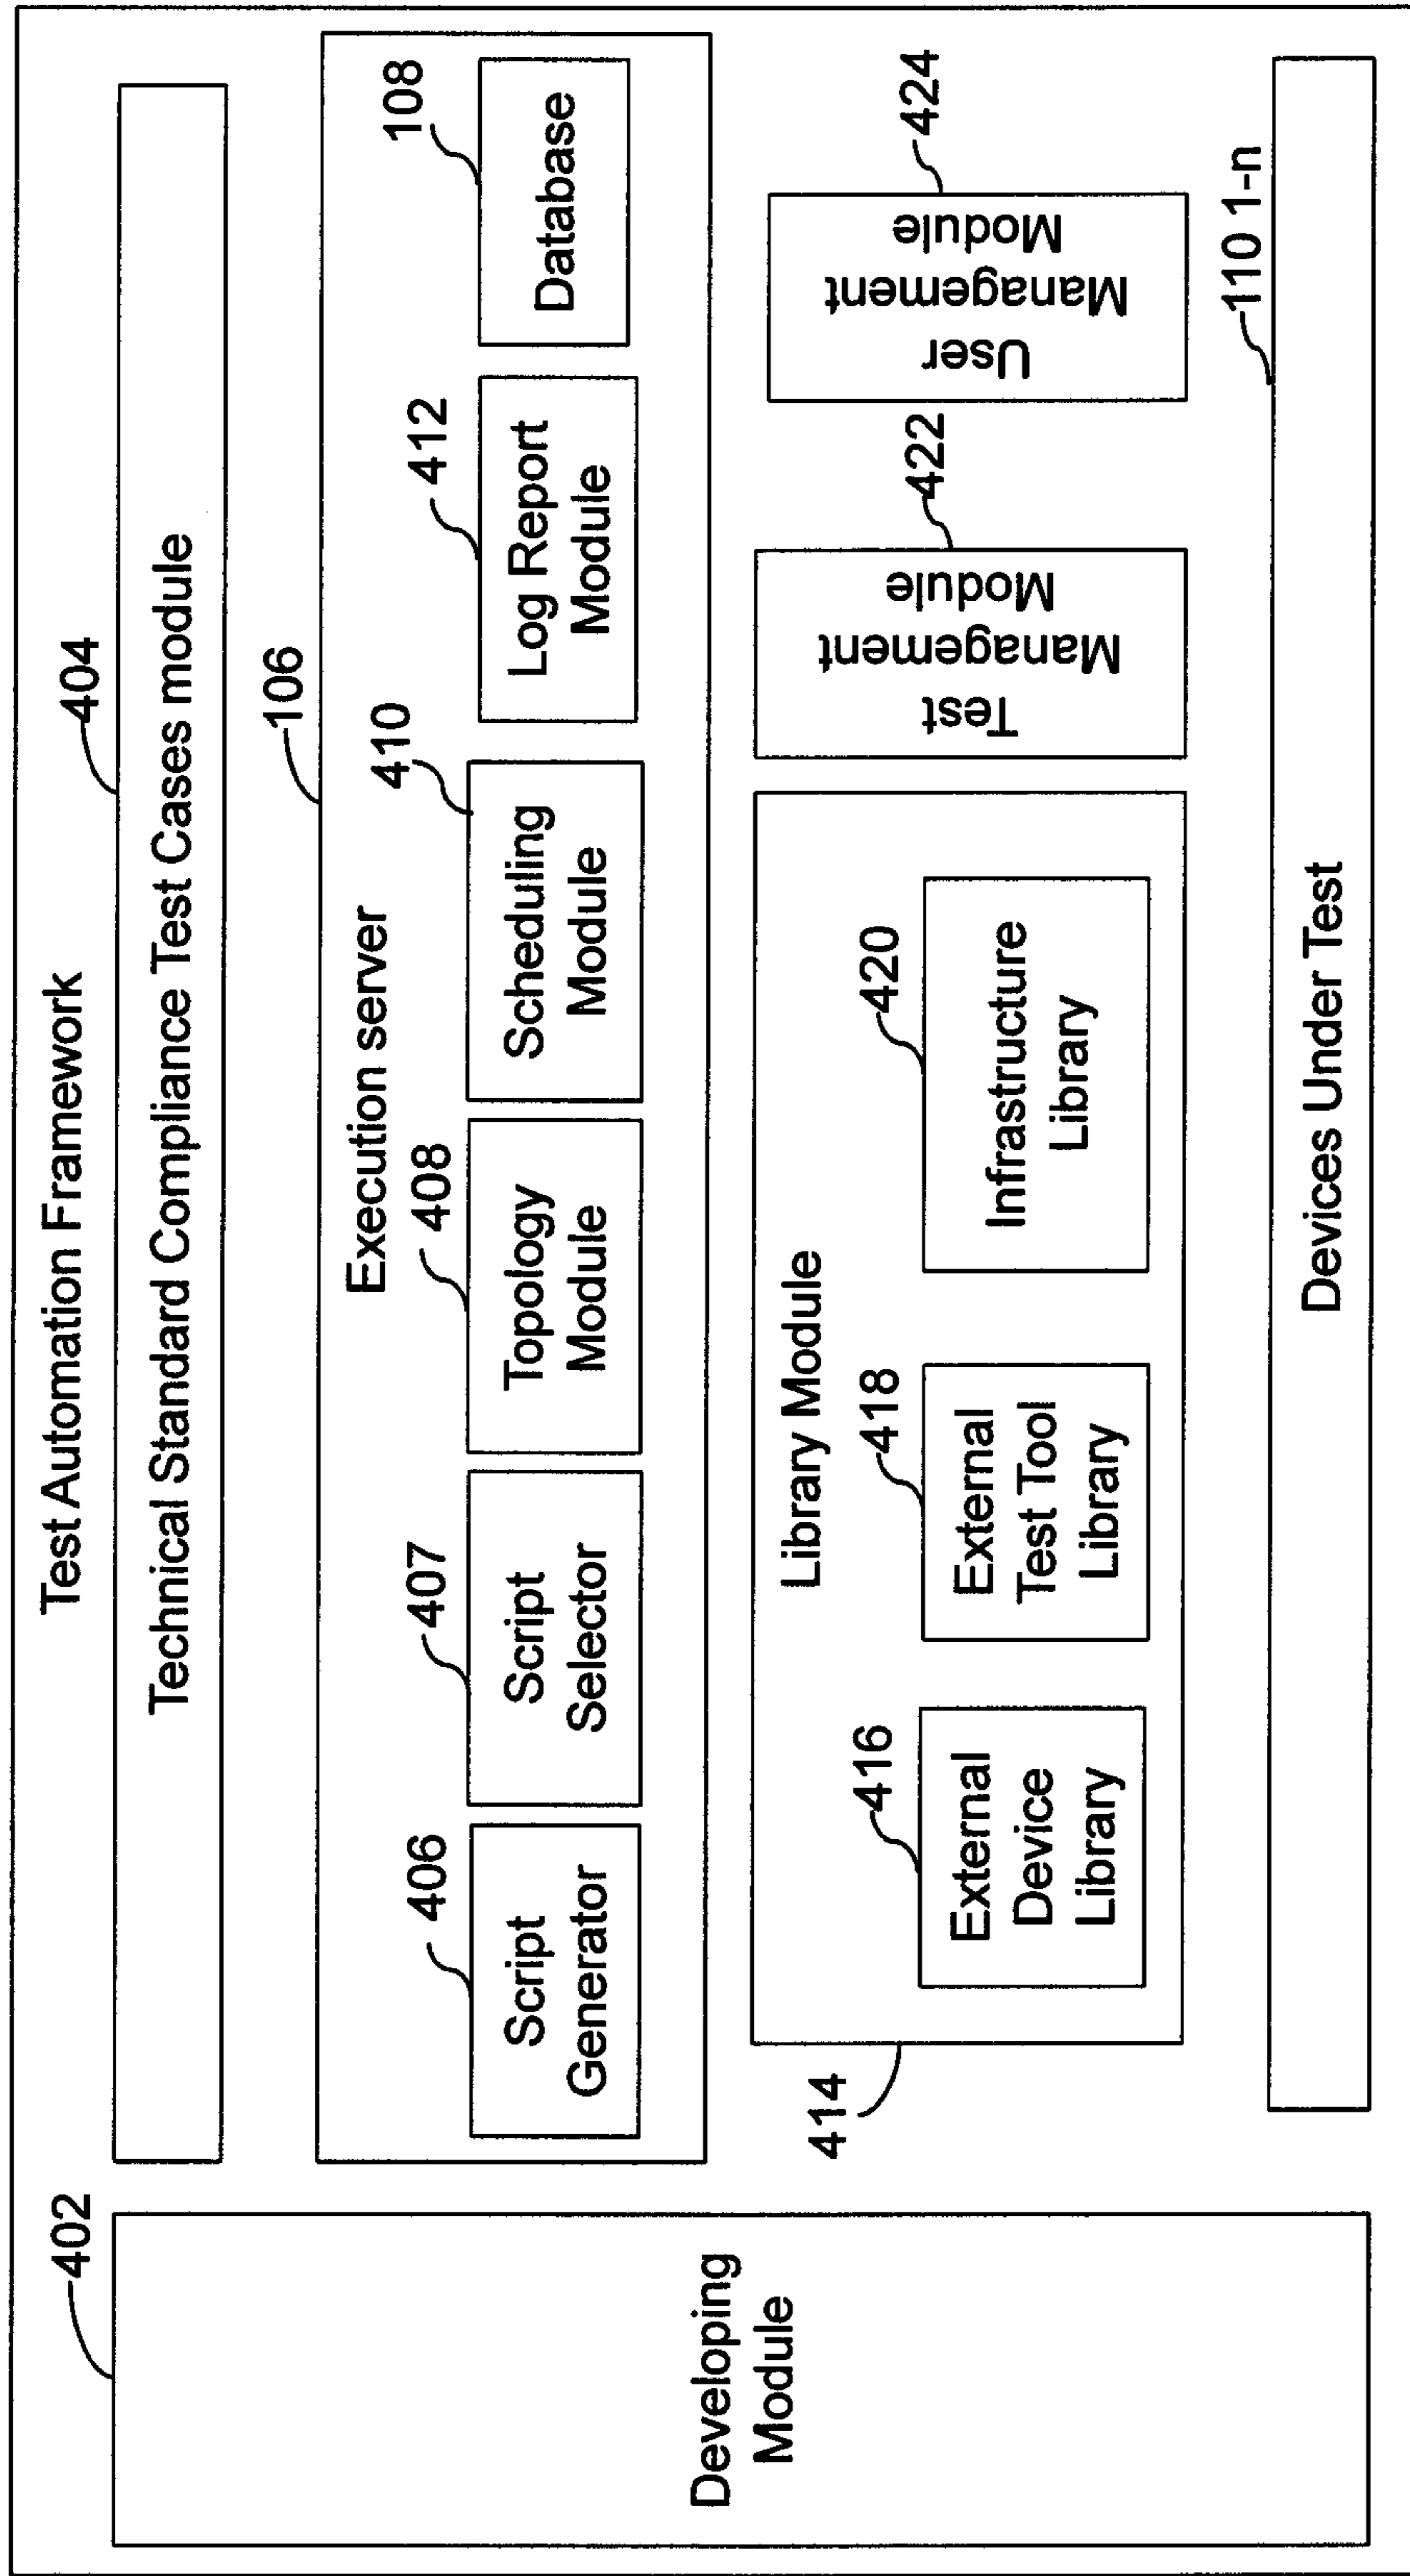 Test Automation Framework
402
404
Technical Standard Compliance Test Cases module
Developing
Module
106
Execution server
406
Script
Generator
407
Script
Selector
408
Topology
Module
410
Scheduling
Module
412
Log Report
Module
108
Database
414
Library Module
416
External
Device
Library
418
External
Test Tool
Library
420
Infrastructure
Library
422
Test
Management
Module
424
User
Management
Module
110 1-n
Devices Under Test